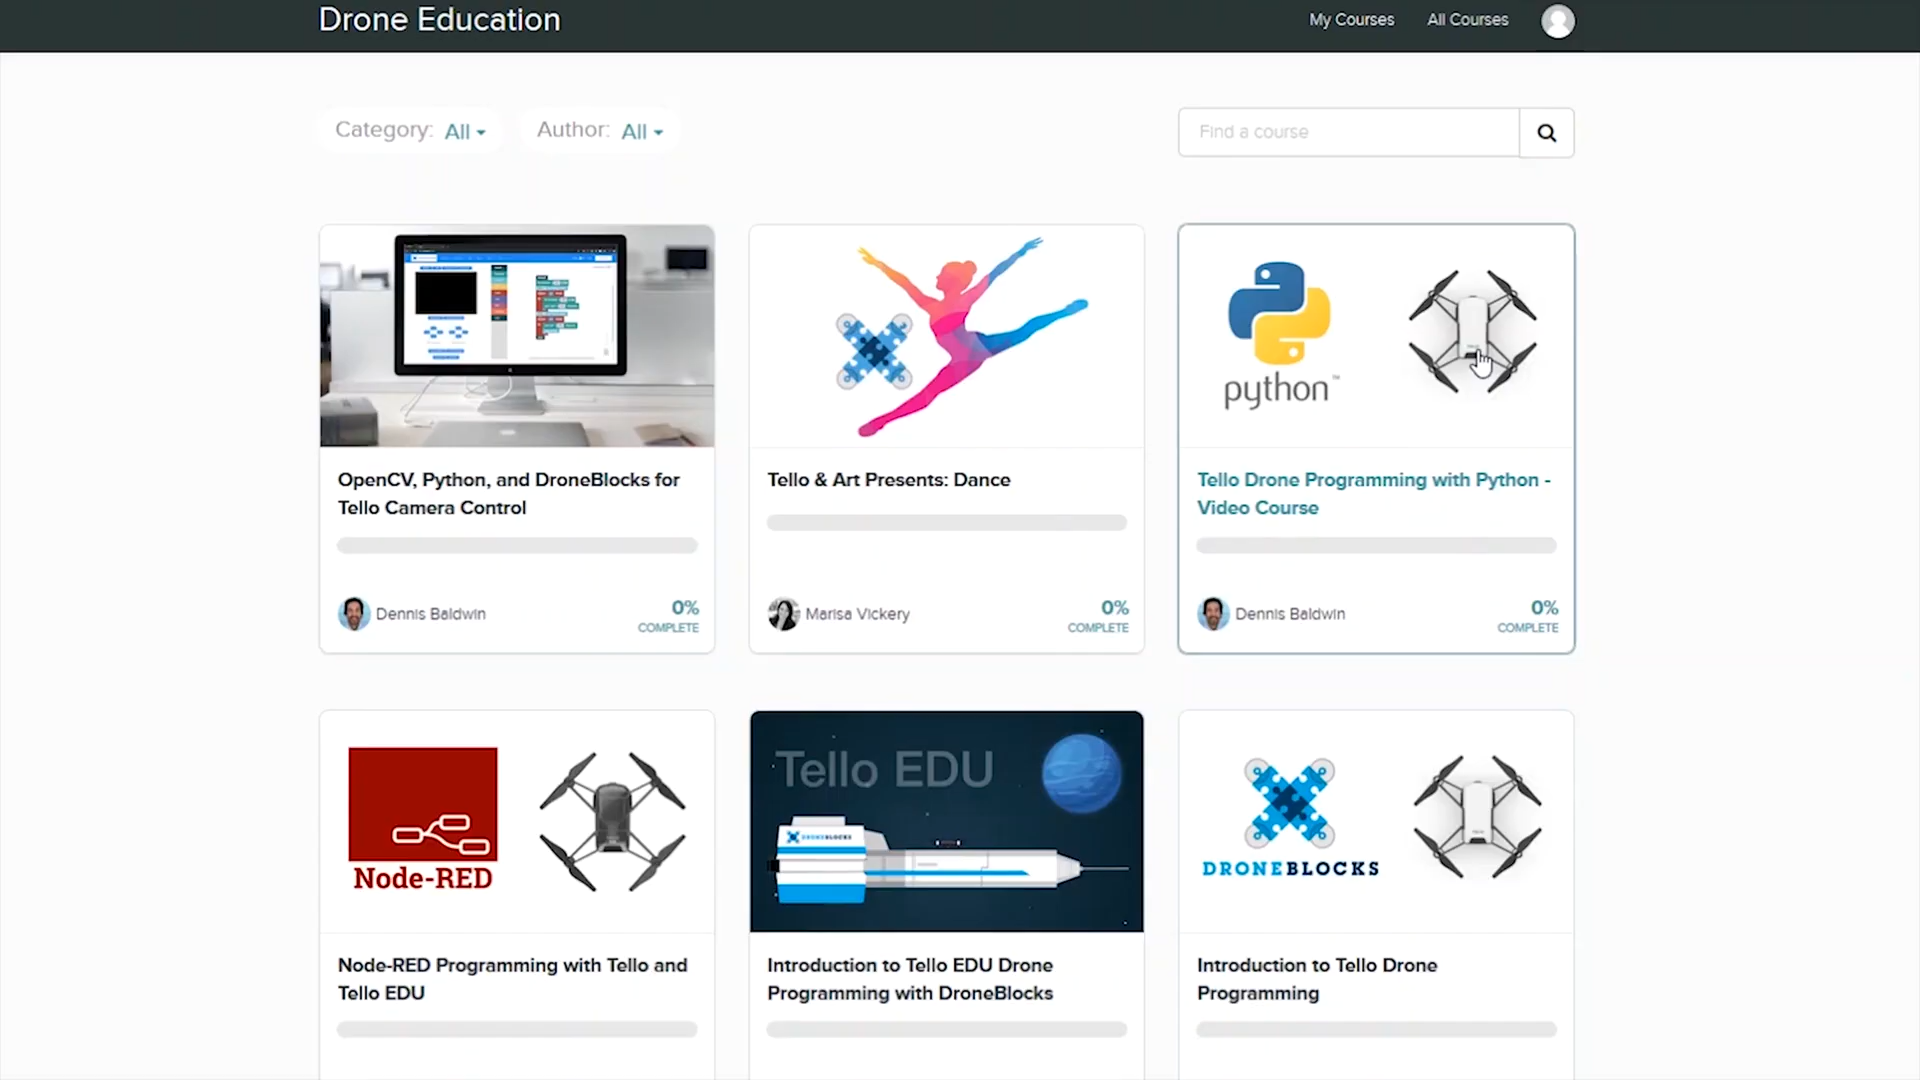 Drone Education
My Courses
All Courses
Category: All
Author: All
Find a course
python™
OpenCV, Python, and DroneBlocks for
Tello Camera Control
Tello & Art Presents: Dance
Tello Drone Programming with Python -
Video Course
Dennis Baldwin
0%
COMPLETE
Marisa Vickery
0%
COMPLETE
Dennis Baldwin
0%
COMPLETE
Node-RED
Tello EDU
DRONEBLOCKS
DRONEBLOCKS
Node-RED Programming with Tello and
Tello EDU
Introduction to Tello EDU Drone
Programming with DroneBlocks
Introduction to Tello Drone
Programming